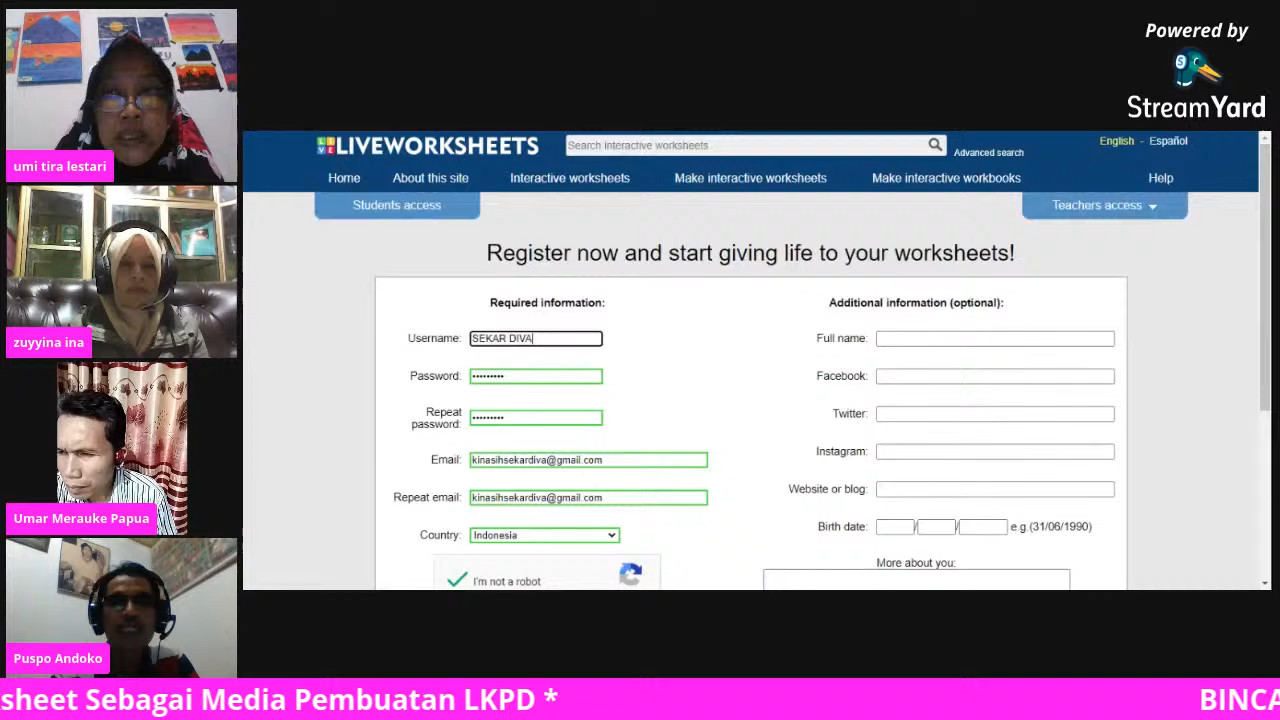 Powered by
StreamYard
umi tira lestari
zuyyina ina
Umar Merauke Papua
Puspo Andoko
LIVEWORKSHEETS
Search interactive worksheets
Advanced search
English - Español
Home About this site Interactive worksheets Make interactive worksheets Make interactive workbooks Help
Students access
Teachers access
Register now and start giving life to your worksheets!
Required information:
Username: SEKAR DIVA
Password: •••••••••
Repeat password: •••••••••
Email: kinasihsekardiva@gmail.com
Repeat email: kinasihsekardiva@gmail.com
Country: Indonesia
I'm not a robot
Additional information (optional):
Full name:
Facebook:
Twitter:
Instagram:
Website or blog:
Birth date: / / e.g.(31/06/1990)
More about you:
sheet Sebagai Media Pembuatan LKPD * BINCA